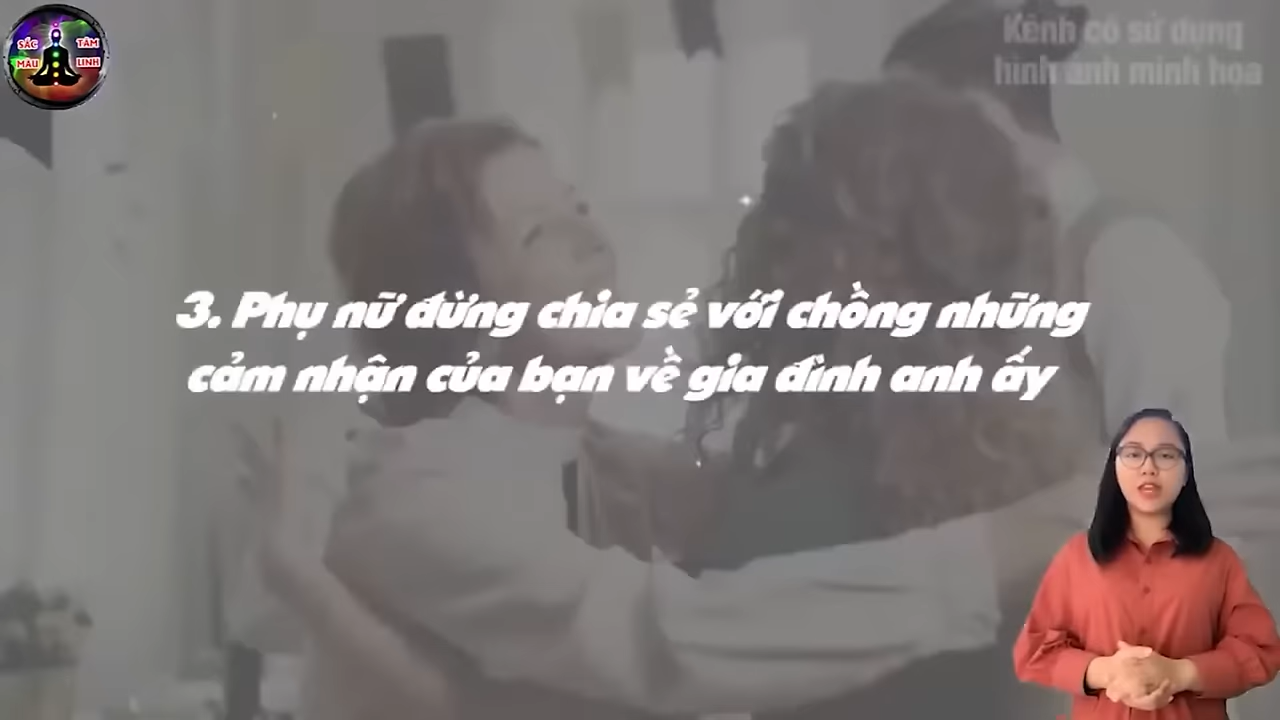 SẮC TÂM
MÀU LINH
Kênh có sử dụng
hình ảnh minh họa
3. Phụ nữ đừng chia sẻ với chồng những
cảm nhận của bạn về gia đình anh ấy